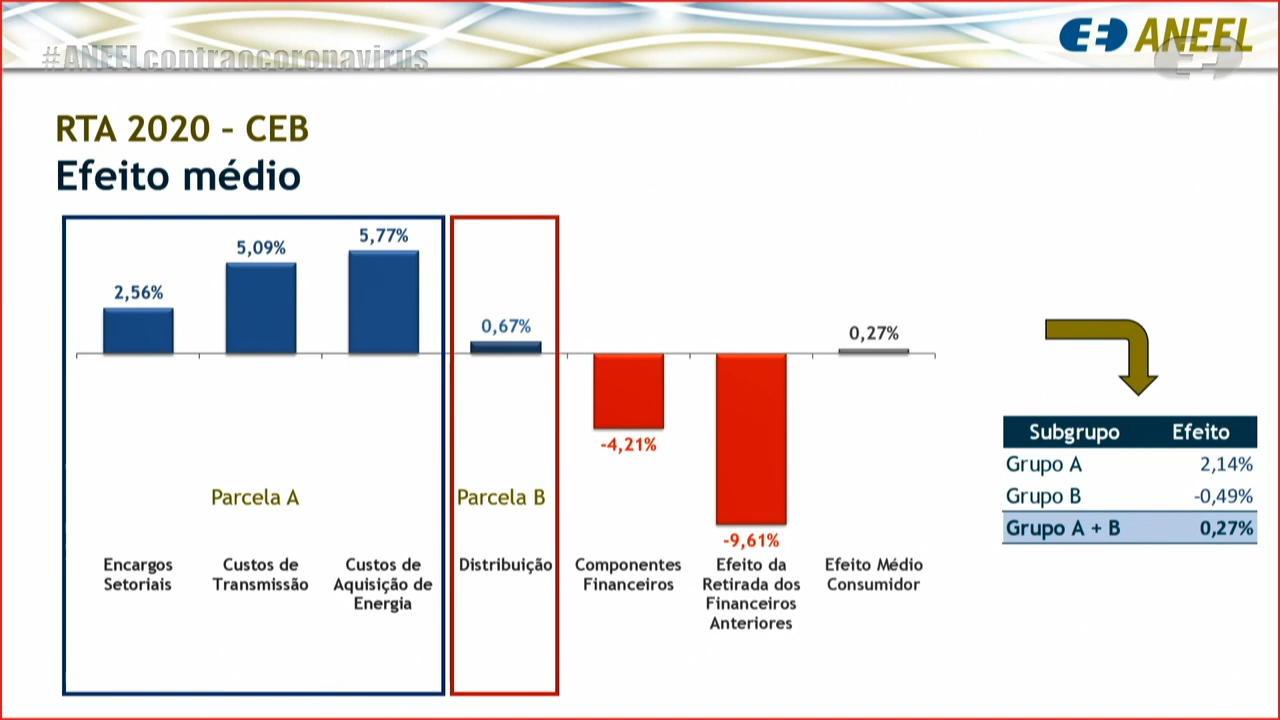 #ANEELcontraocoronavirus
ANEEL
RTA 2020 – CEB
Efeito médio
2,56%
5,09%
5,77%
0,67%
-4,21%
-9,61%
0,27%
Parcela A
Parcela B
Encargos
Setoriais
Custos de
Transmissão
Custos de
Aquisição de
Energia
Distribuição
Componentes
Financeiros
Efeito da
Retirada dos
Financeiros
Anteriores
Efeito Médio
Consumidor
Subgrupo Efeito
Grupo A 2,14%
Grupo B -0,49%
Grupo A + B 0,27%